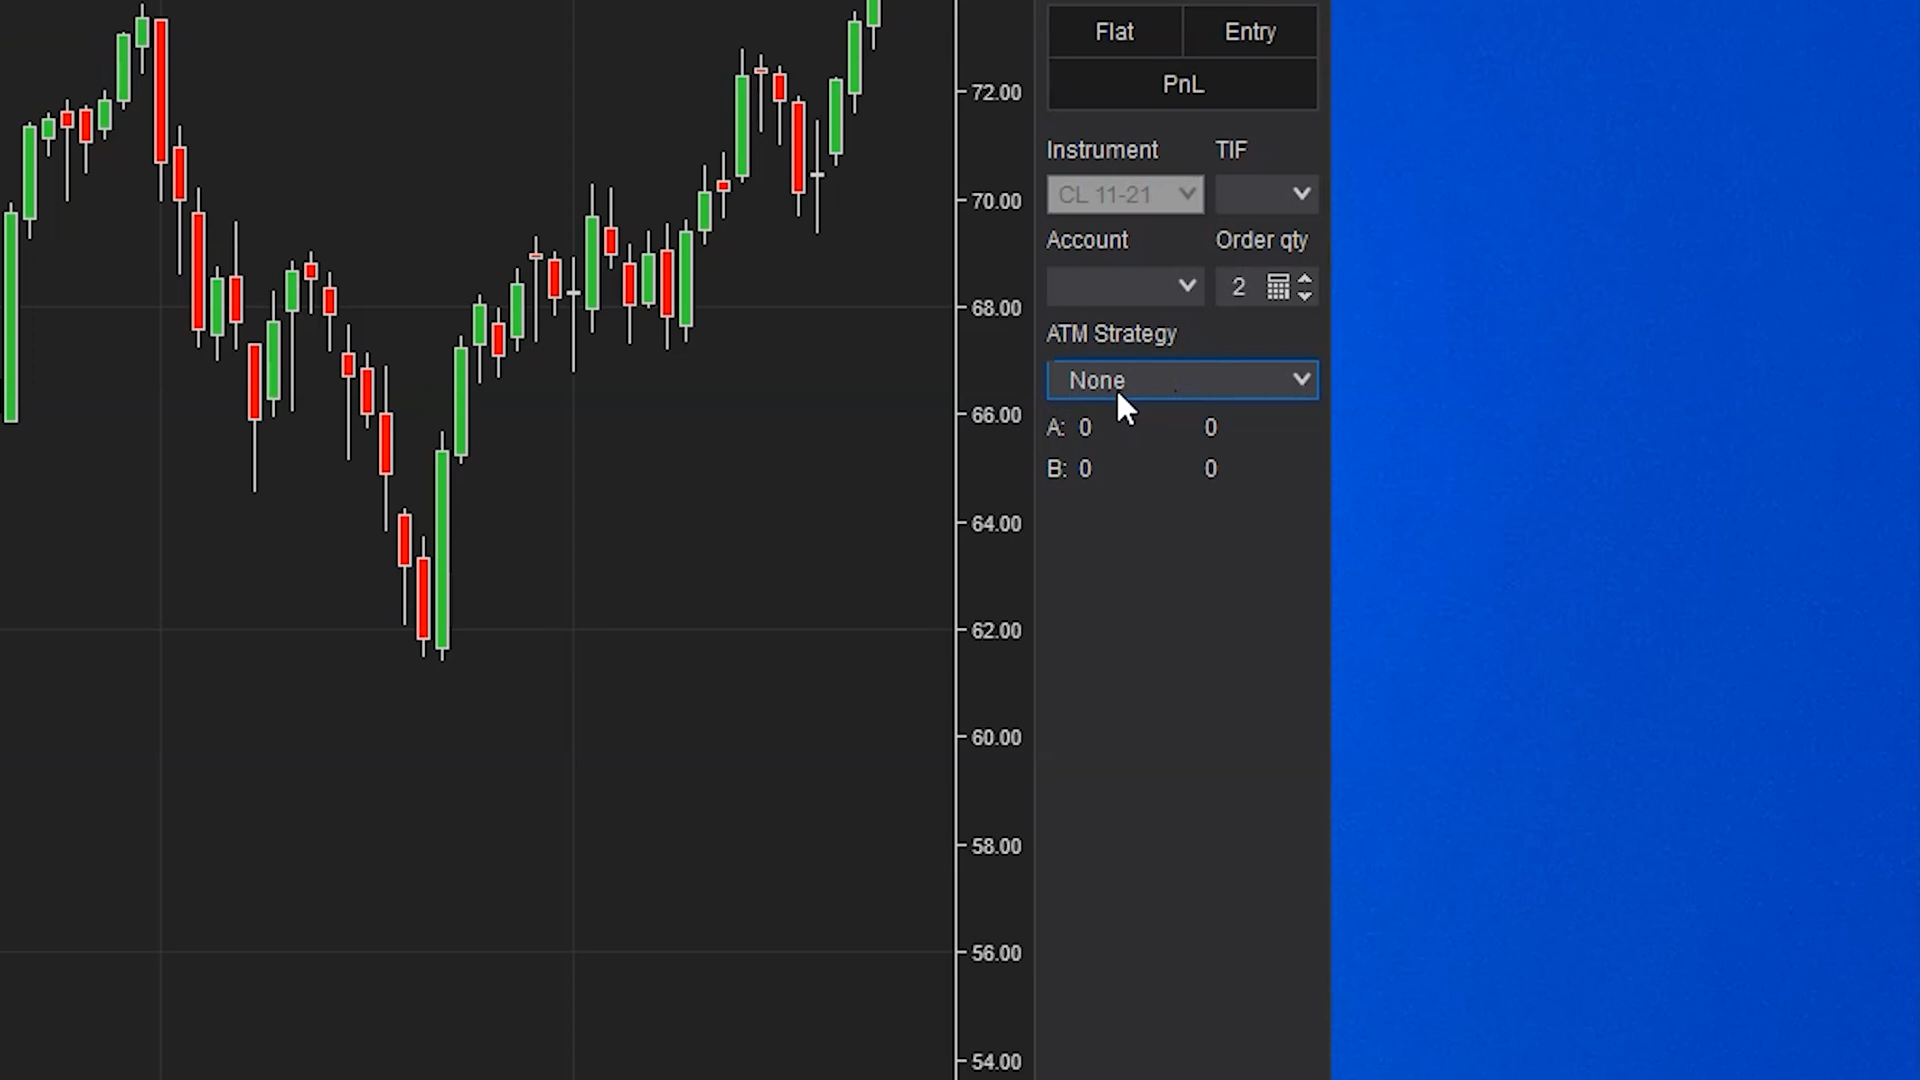 Flat Entry
PnL
72.00
Instrument TIF
CL 11-21
70.00
Account Order qty
2
68.00
ATM Strategy
None
66.00
A: 0 0
B: 0 0
64.00
62.00
60.00
58.00
56.00
54.00